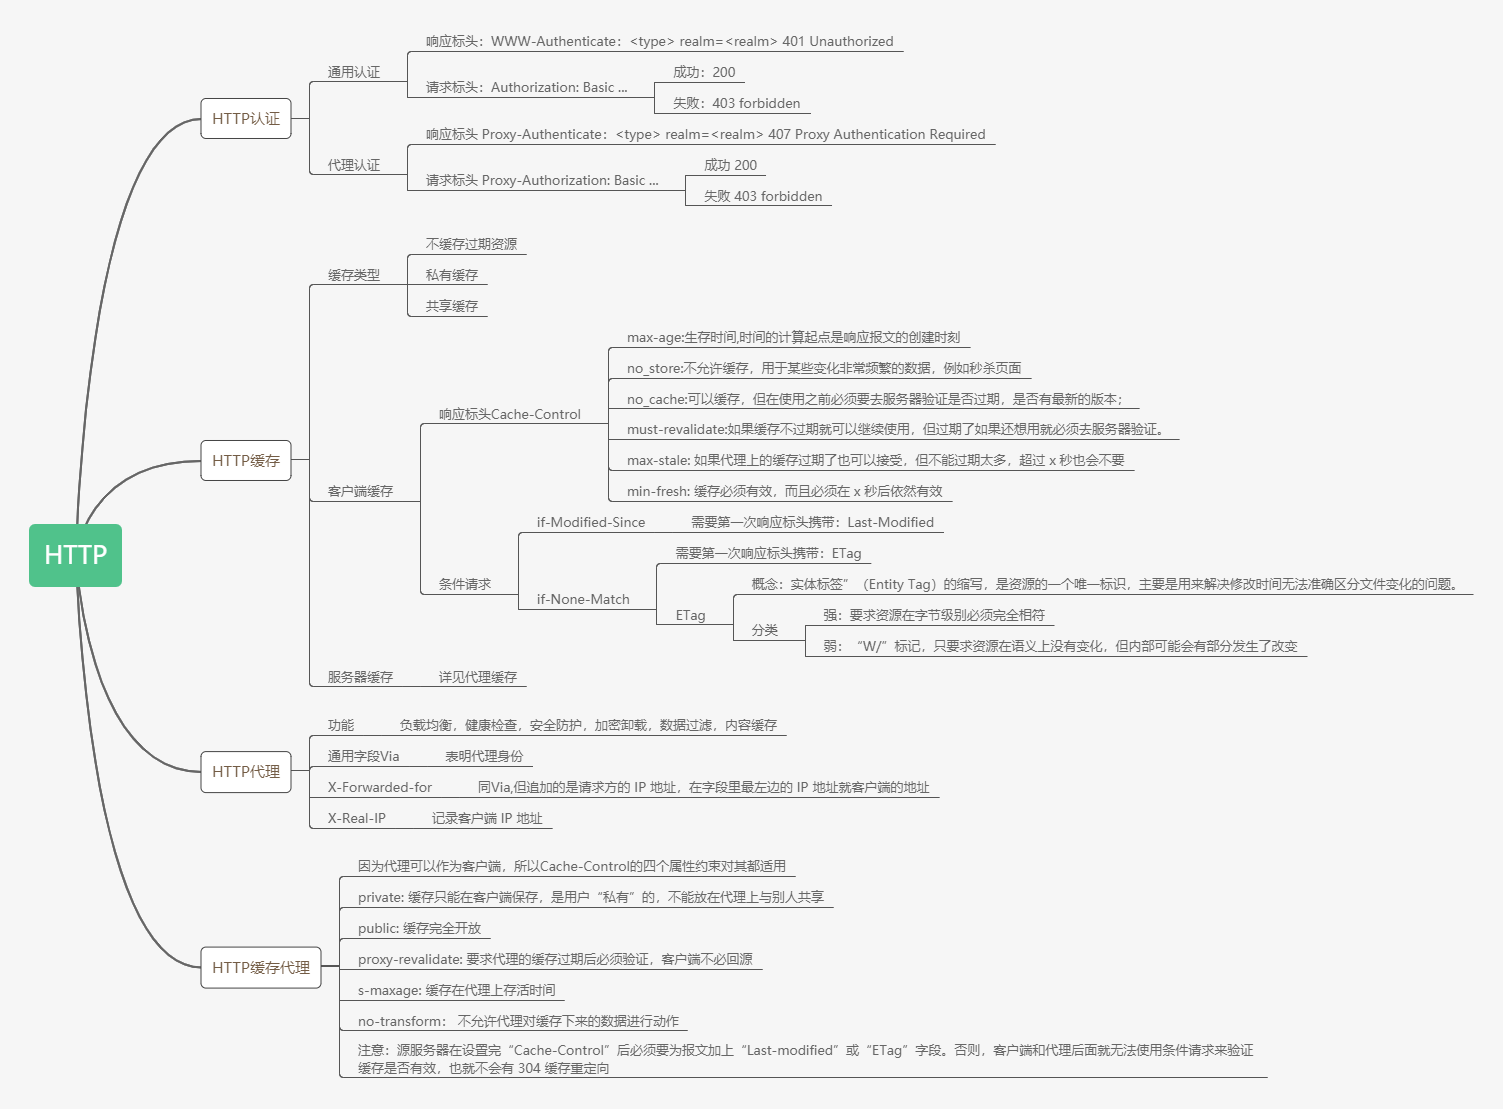 HTTP
HTTP认证
通用认证
响应标头：WWW-Authenticate：<type> realm=<realm> 401 Unauthorized
请求标头：Authorization: Basic ...
成功：200
失败：403 forbidden
代理认证
响应标头 Proxy-Authenticate：<type> realm=<realm> 407 Proxy Authentication Required
请求标头 Proxy-Authorization: Basic ...
成功 200
失败 403 forbidden
HTTP缓存
缓存类型
不缓存过期资源
私有缓存
共享缓存
客户端缓存
响应标头Cache-Control
max-age:生存时间,时间的计算起点是响应报文的创建时刻
no_store:不允许缓存，用于某些变化非常频繁的数据，例如秒杀页面
no_cache:可以缓存，但在使用之前必须要去服务器验证是否过期，是否有最新的版本；
must-revalidate:如果缓存不过期就可以继续使用，但过期了如果还想用就必须去服务器验证。
max-stale: 如果代理上的缓存过期了也可以接受，但不能过期太多，超过 x 秒也会不要
min-fresh: 缓存必须有效，而且必须在 x 秒后依然有效
条件请求
if-Modified-Since
需要第一次响应标头携带：Last-Modified
if-None-Match
需要第一次响应标头携带：ETag
ETag
概念：实体标签”（Entity Tag）的缩写，是资源的一个唯一标识，主要是用来解决修改时间无法准确区分文件变化的问题。
分类
强：要求资源在字节级别必须完全相符
弱：“W/”标记，只要求资源在语义上没有变化，但内部可能会有部分发生了改变
服务器缓存
详见代理缓存
HTTP代理
功能
负载均衡，健康检查，安全防护，加密卸载，数据过滤，内容缓存
通用字段Via
表明代理身份
X-Forwarded-for
同Via,但追加的是请求方的 IP 地址，在字段里最左边的 IP 地址就客户端的地址
X-Real-IP
记录客户端 IP 地址
HTTP缓存代理
因为代理可以作为客户端，所以Cache-Control的四个属性约束对其都适用
private: 缓存只能在客户端保存，是用户“私有”的，不能放在代理上与别人共享
public: 缓存完全开放
proxy-revalidate: 要求代理的缓存过期后必须验证，客户端不必回源
s-maxage: 缓存在代理上存活时间
no-transform： 不允许代理对缓存下来的数据进行动作
注意：源服务器在设置完“Cache-Control”后必须要为报文加上“Last-modified”或“ETag”字段。否则，客户端和代理后面就无法使用条件请求来验证
缓存是否有效，也就不会有 304 缓存重定向